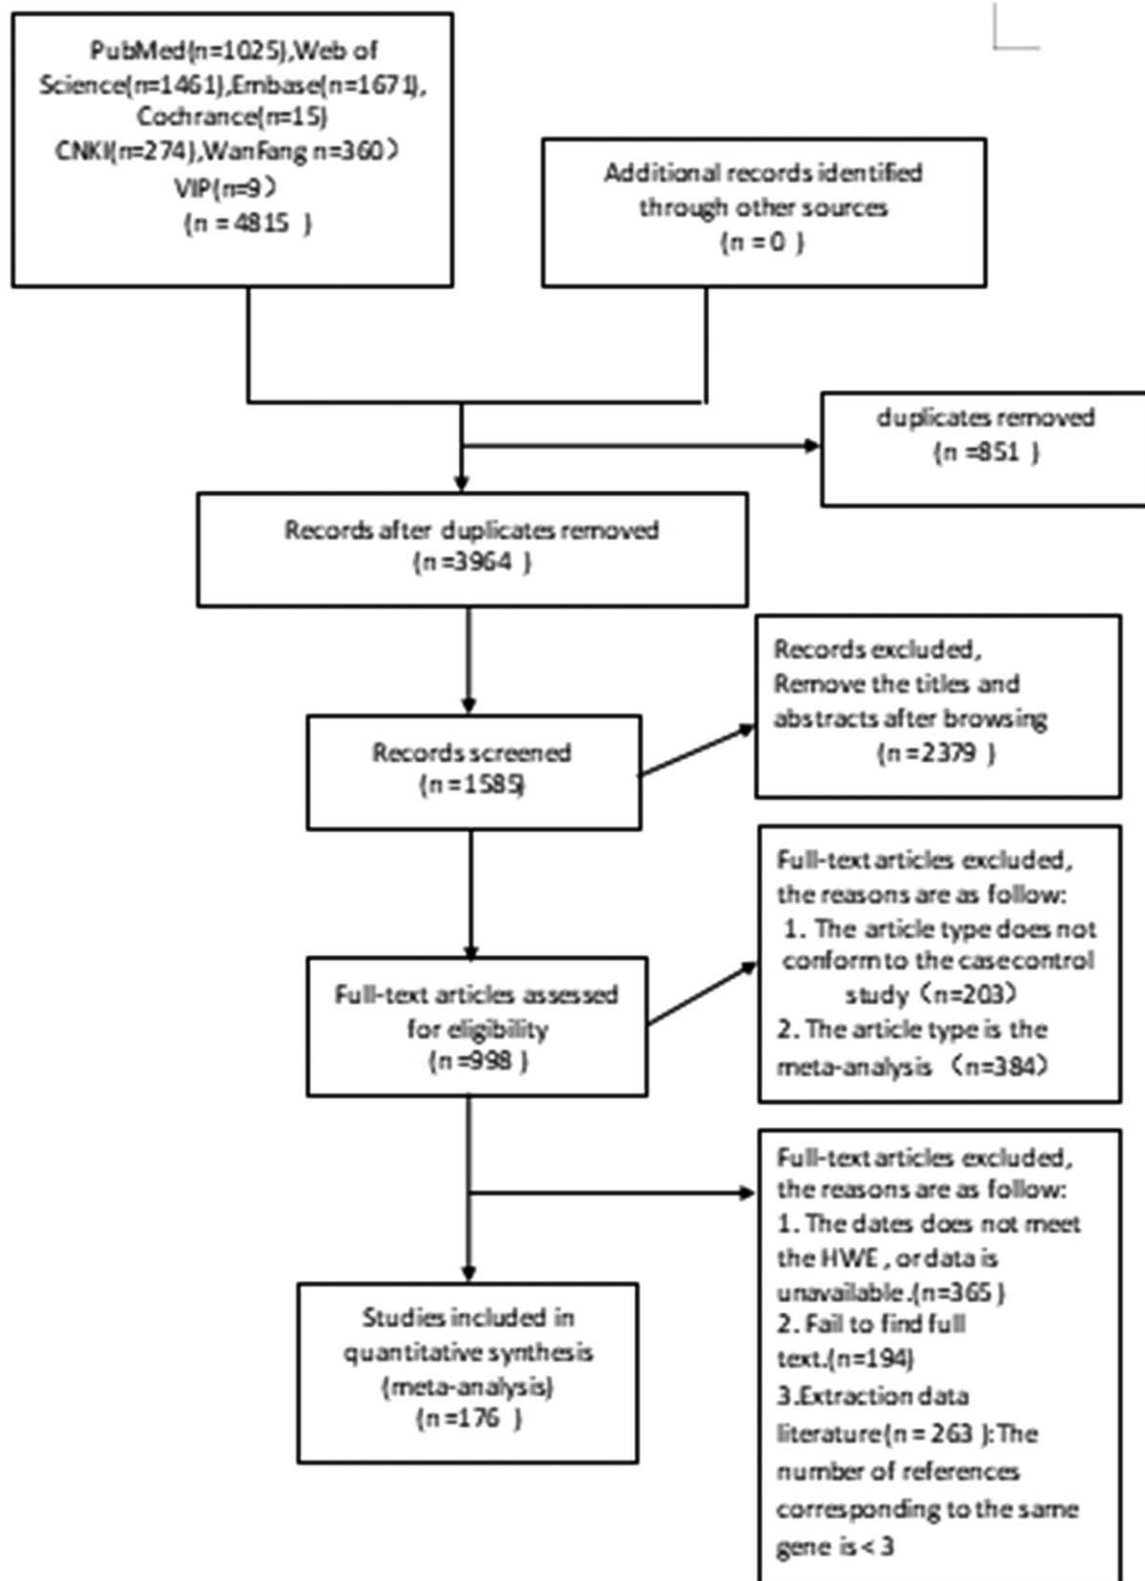 PubMed(n=1025),Web of
Science(n=1461),Embase(n=1671),
Cochrance(n=15)
CNKI(n=274),WanFang n=360）
VIP(n=9）
(n = 4815 )
Additional records identified
through other sources
(n = 0 )
duplicates removed
(n =851 )
Records after duplicates removed
(n =3964 )
Records excluded,
Remove the titles and
abstracts after browsing
(n =2379 )
Records screened
(n =1585)
Full-text articles excluded,
the reasons are as follow:
1. The article type does not
conform to the casecontrol
study（n=203）
2. The article type is the
meta-analysis （n=384）
Full-text articles assessed
for eligibility
(n =998 )
Full-text articles excluded,
the reasons are as follow:
1. The dates does not meet
the HWE , or data is
unavailable.(n=365 )
2. Fail to find full
text.(n=194)
3.Extraction data
literature(n = 263 ):The
number of references
corresponding to the same
gene is < 3
Studies included in
quantitative synthesis
(meta-analysis)
(n =176 )